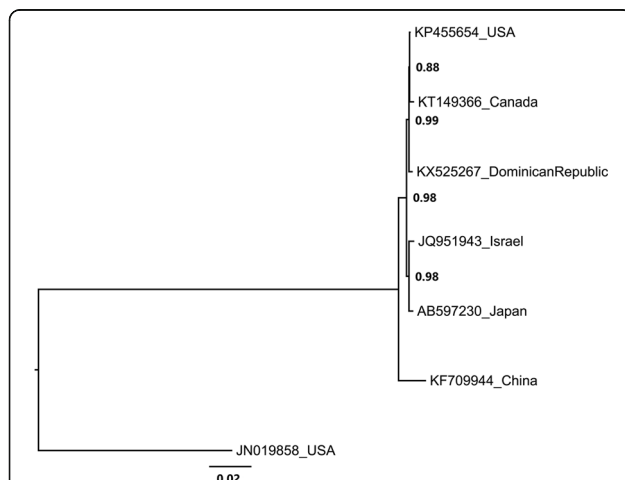 KP455654_USA
0.88
KT149366_Canada
0.99
KX525267_DominicanRepublic
0.98
JQ951943_Israel
0.98
AB597230_Japan
KF709944_China
JN019858_USA
0.02